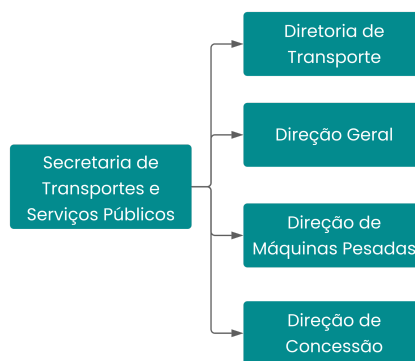 Diretoria de
Transporte
Direção Geral
Secretaria de
Transportes e
Serviços Públicos
Direção de
Máquinas Pesadas
Direção de
Concessão